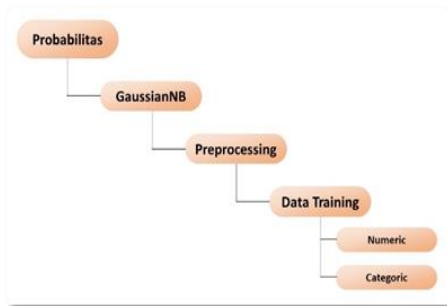 Probabilitas
GaussianNB
Preprocessing
Data Training
Numeric
Categoric